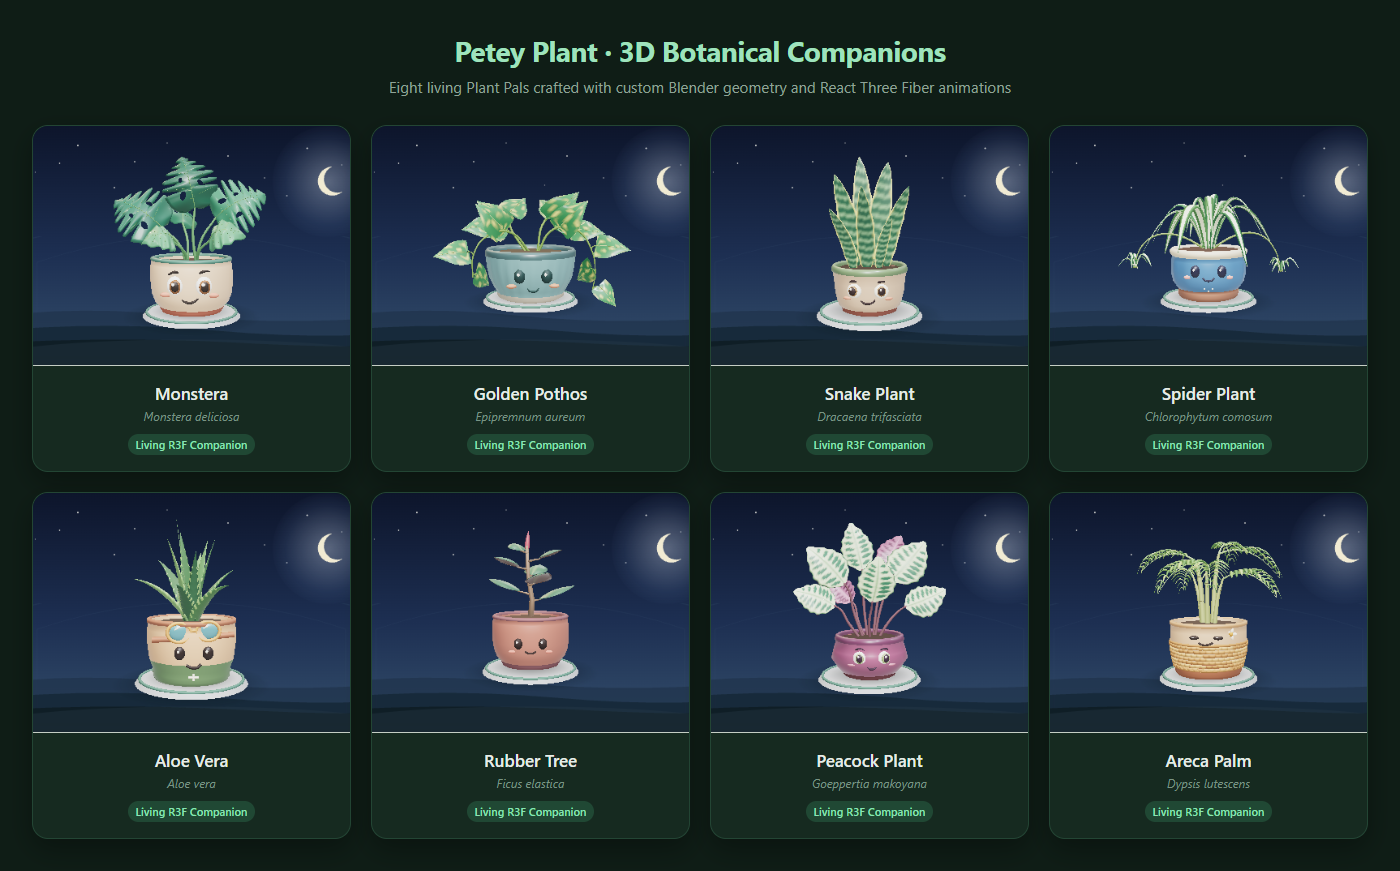 Petey Plant · 3D Botanical Companions
Eight living Plant Pals crafted with custom Blender geometry and React Three Fiber animations
Monstera
Monstera deliciosa
Living R3F Companion
Golden Pothos
Epipremnum aureum
Living R3F Companion
Snake Plant
Dracaena trifasciata
Living R3F Companion
Spider Plant
Chlorophytum comosum
Living R3F Companion
Aloe Vera
Aloe vera
Living R3F Companion
Rubber Tree
Ficus elastica
Living R3F Companion
Peacock Plant
Goeppertia makoyana
Living R3F Companion
Areca Palm
Dypsis lutescens
Living R3F Companion